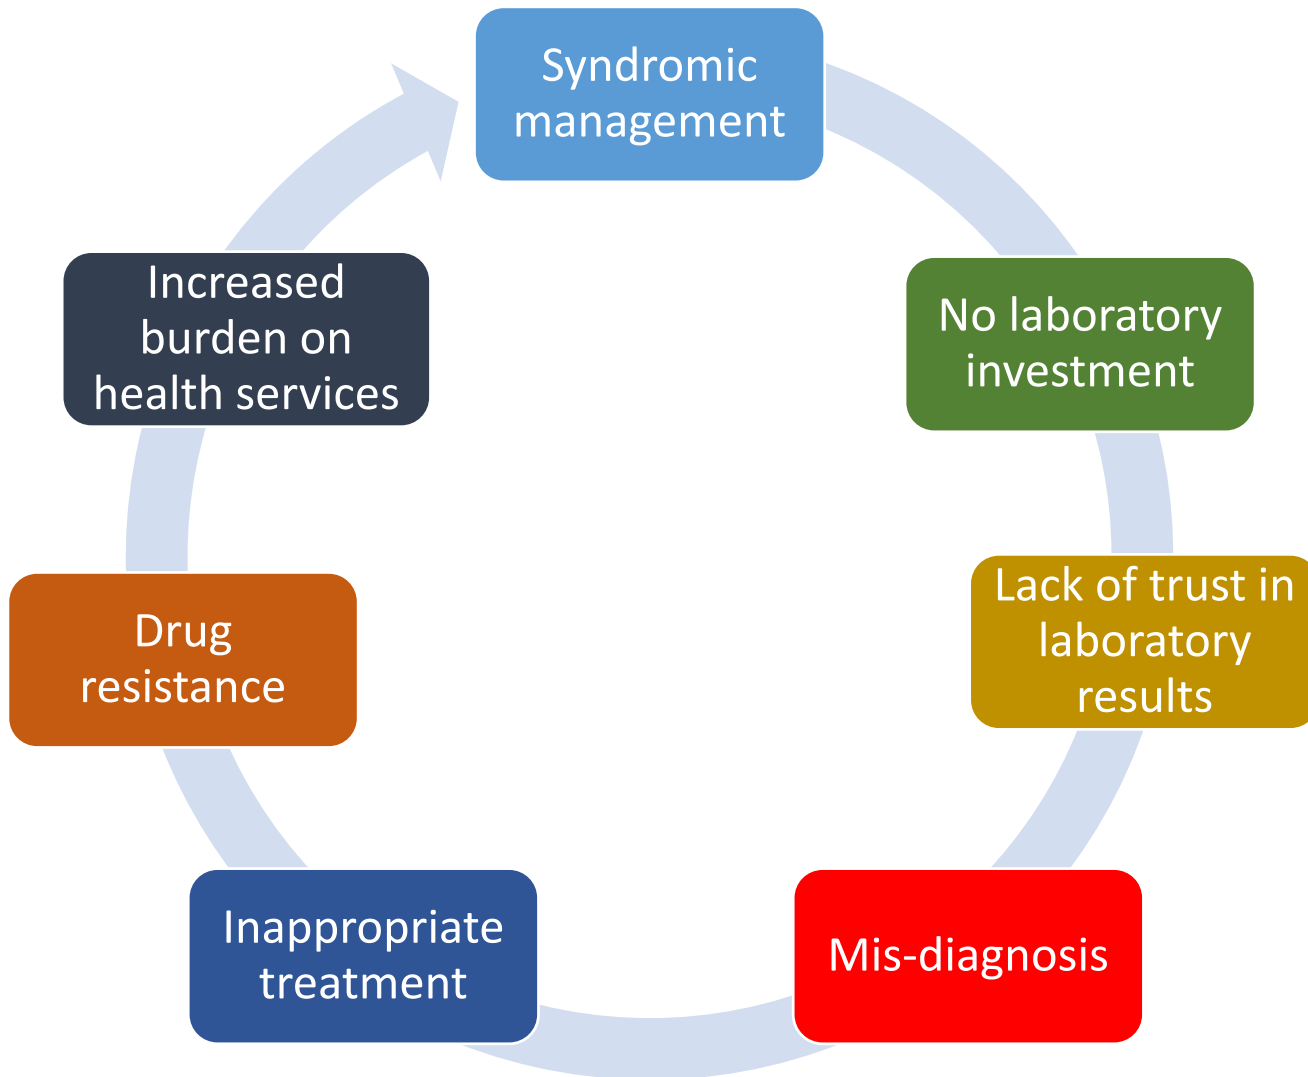 Syndromic
management
No laboratory
investment
Lack of trust in
laboratory
results
Mis-diagnosis
Inappropriate
treatment
Drug
resistance
Increased
burden on
health services